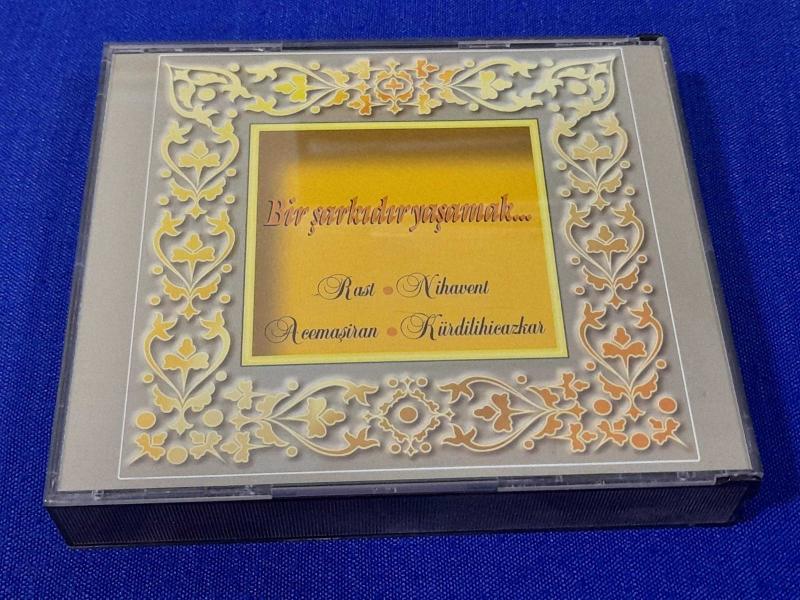 Bir şarkıdır yaşamak...
Rast • Nihavent
Acemaşiran • Kürdilihicazkar